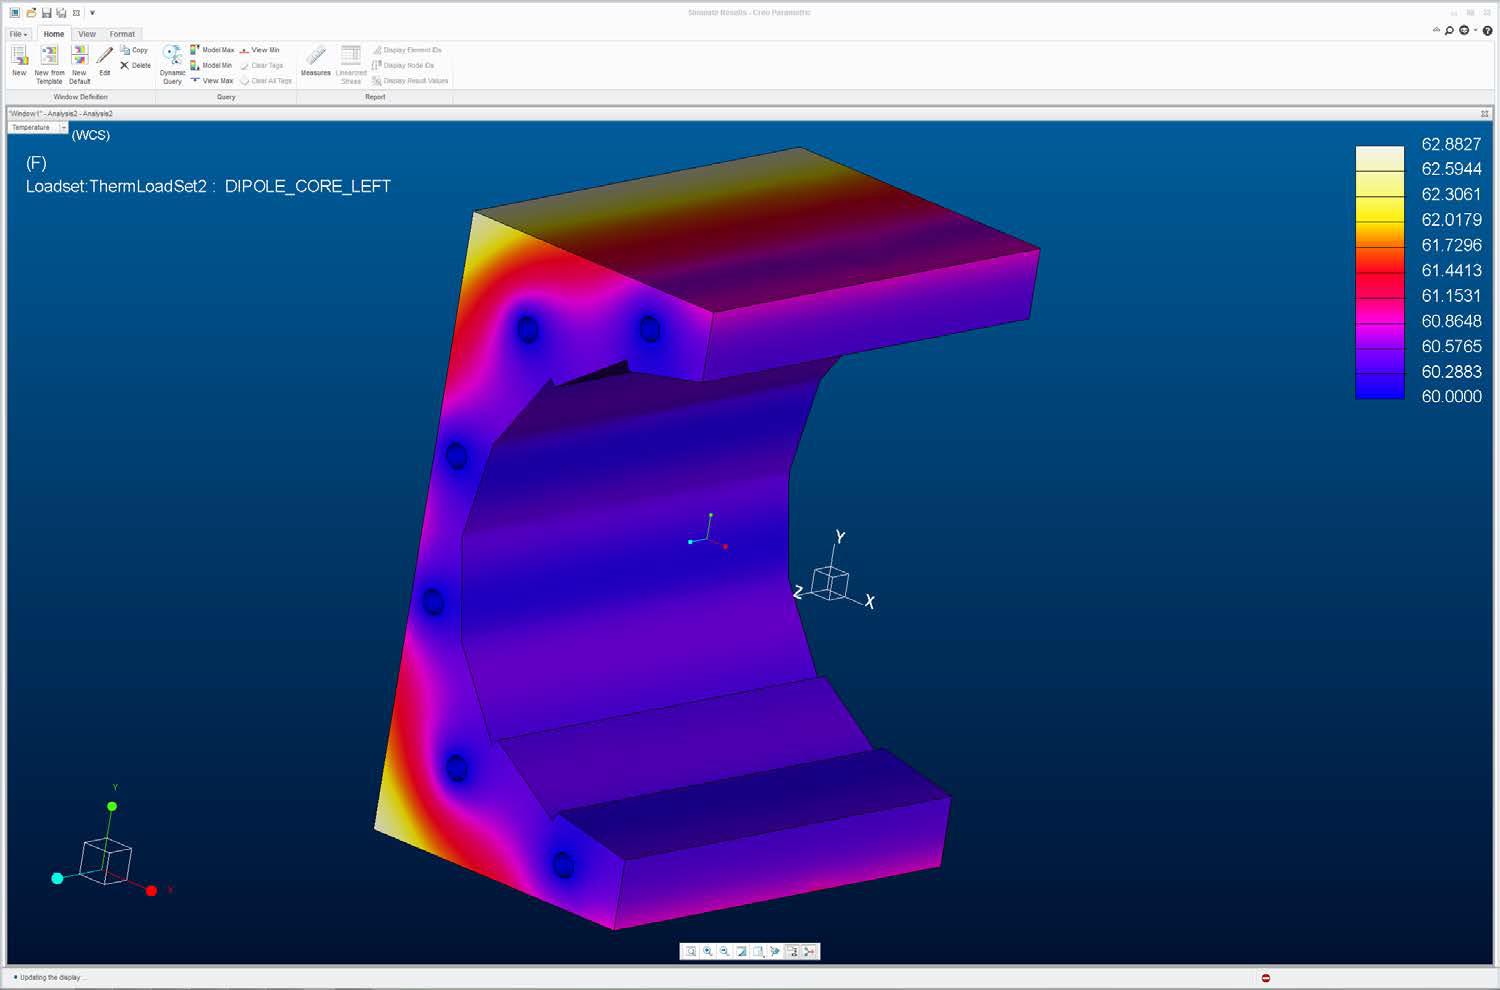 Simulate Results - Creo Parametric
File
Home
View
Format
New
New from Template
New Default
Edit
Copy
Delete
Window Definition
Dynamic Query
Model Max
Model Min
View Max
View Min
Clear Tags
Clear All Tags
Query
Measures
Linearized Stress
Display Element IDs
Display Node IDs
Display Result Values
Report
"Window1" - Analysis2 - Analysis2
Temperature
(WCS)
(F)
Loadset:ThermLoadSet2 : DIPOLE_CORE_LEFT
62.8827
62.5944
62.3061
62.0179
61.7296
61.4413
61.1531
60.8648
60.5765
60.2883
60.0000
Y
Z
X
Y
X
Updating the display...